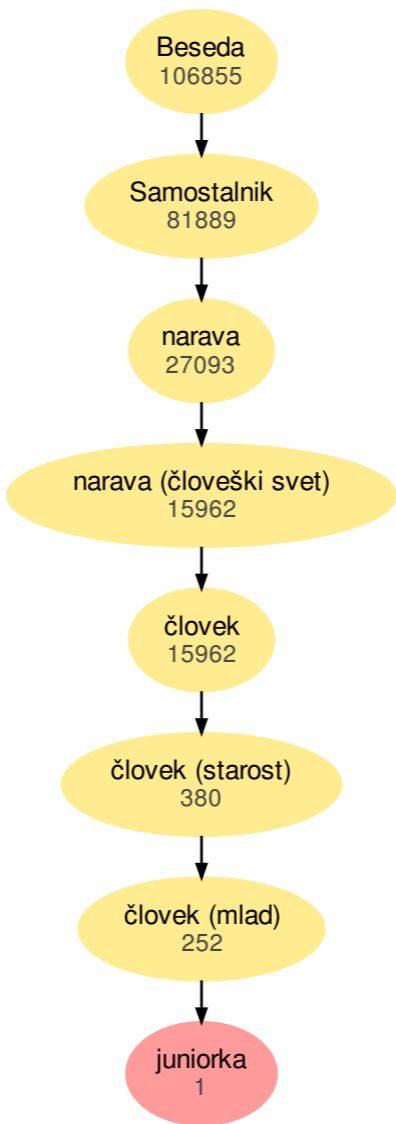 Beseda
106855
Samostalnik
81889
narava
27093
narava (človeški svet)
15962
človek
15962
človek (starost)
380
človek (mlad)
252
juniorka
1